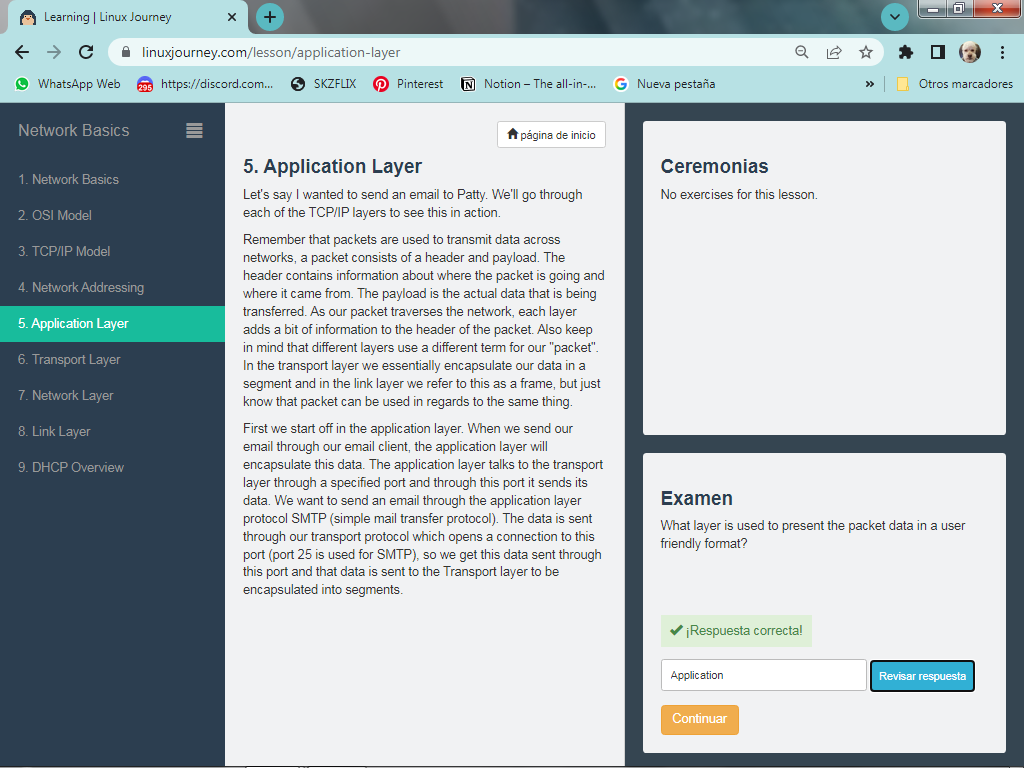 Learning | Linux Journey
linuxjourney.com/lesson/application-layer
WhatsApp Web
295
https://discord.com...
SKZFLIX
Pinterest
Notion – The all-in-...
Nueva pestaña
»
Otros marcadores
Network Basics
1. Network Basics
2. OSI Model
3. TCP/IP Model
4. Network Addressing
5. Application Layer
6. Transport Layer
7. Network Layer
8. Link Layer
9. DHCP Overview
página de inicio
5. Application Layer
Let's say I wanted to send an email to Patty. We'll go through
each of the TCP/IP layers to see this in action.
Remember that packets are used to transmit data across
networks, a packet consists of a header and payload. The
header contains information about where the packet is going and
where it came from. The payload is the actual data that is being
transferred. As our packet traverses the network, each layer
adds a bit of information to the header of the packet. Also keep
in mind that different layers use a different term for our "packet".
In the transport layer we essentially encapsulate our data in a
segment and in the link layer we refer to this as a frame, but just
know that packet can be used in regards to the same thing.
First we start off in the application layer. When we send our
email through our email client, the application layer will
encapsulate this data. The application layer talks to the transport
layer through a specified port and through this port it sends its
data. We want to send an email through the application layer
protocol SMTP (simple mail transfer protocol). The data is sent
through our transport protocol which opens a connection to this
port (port 25 is used for SMTP), so we get this data sent through
this port and that data is sent to the Transport layer to be
encapsulated into segments.
Ceremonias
No exercises for this lesson.
Examen
What layer is used to present the packet data in a user
friendly format?
¡Respuesta correcta!
Application
Revisar respuesta
Continuar